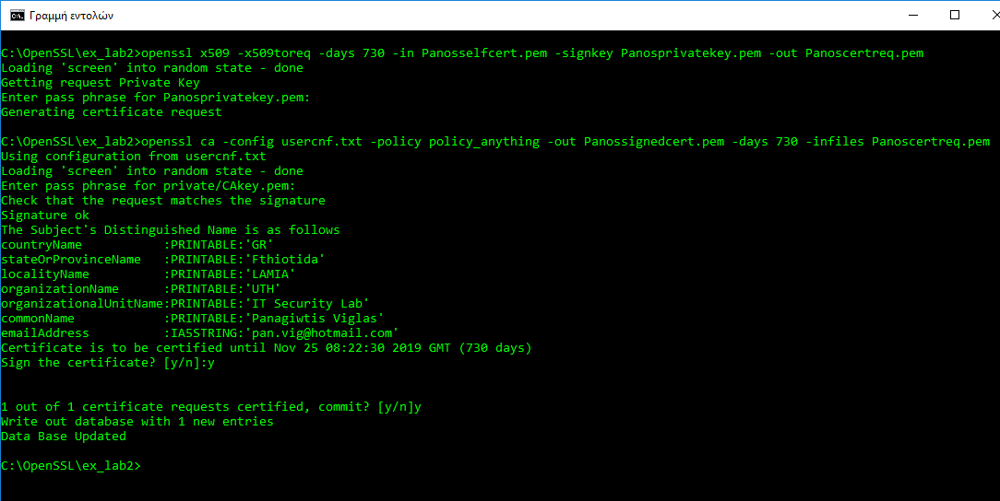 Γραμμή εντολών
C:\OpenSSL\ex_lab2>openssl x509 -x509toreq -days 730 -in Panosselfcert.pem -signkey Panosprivatekey.pem -out Panoscertreq.pem
Loading 'screen' into random state - done
Getting request Private Key
Enter pass phrase for Panosprivatekey.pem:
Generating certificate request
C:\OpenSSL\ex_lab2>openssl ca -config usercnf.txt -policy policy_anything -out Panossignedcert.pem -days 730 -infiles Panoscertreq.pem
Using configuration from usercnf.txt
Loading 'screen' into random state - done
Enter pass phrase for private/CAkey.pem:
Check that the request matches the signature
Signature ok
The Subject's Distinguished Name is as follows
countryName           :PRINTABLE:'GR'
stateOrProvinceName   :PRINTABLE:'Fthiotida'
localityName          :PRINTABLE:'LAMIA'
organizationName      :PRINTABLE:'UTH'
organizationalUnitName:PRINTABLE:'IT Security Lab'
commonName            :PRINTABLE:'Panagiwtis Viglas'
emailAddress          :IA5STRING:'pan.vig@hotmail.com'
Certificate is to be certified until Nov 25 08:22:30 2019 GMT (730 days)
Sign the certificate? [y/n]:y
1 out of 1 certificate requests certified, commit? [y/n]y
Write out database with 1 new entries
Data Base Updated
C:\OpenSSL\ex_lab2>